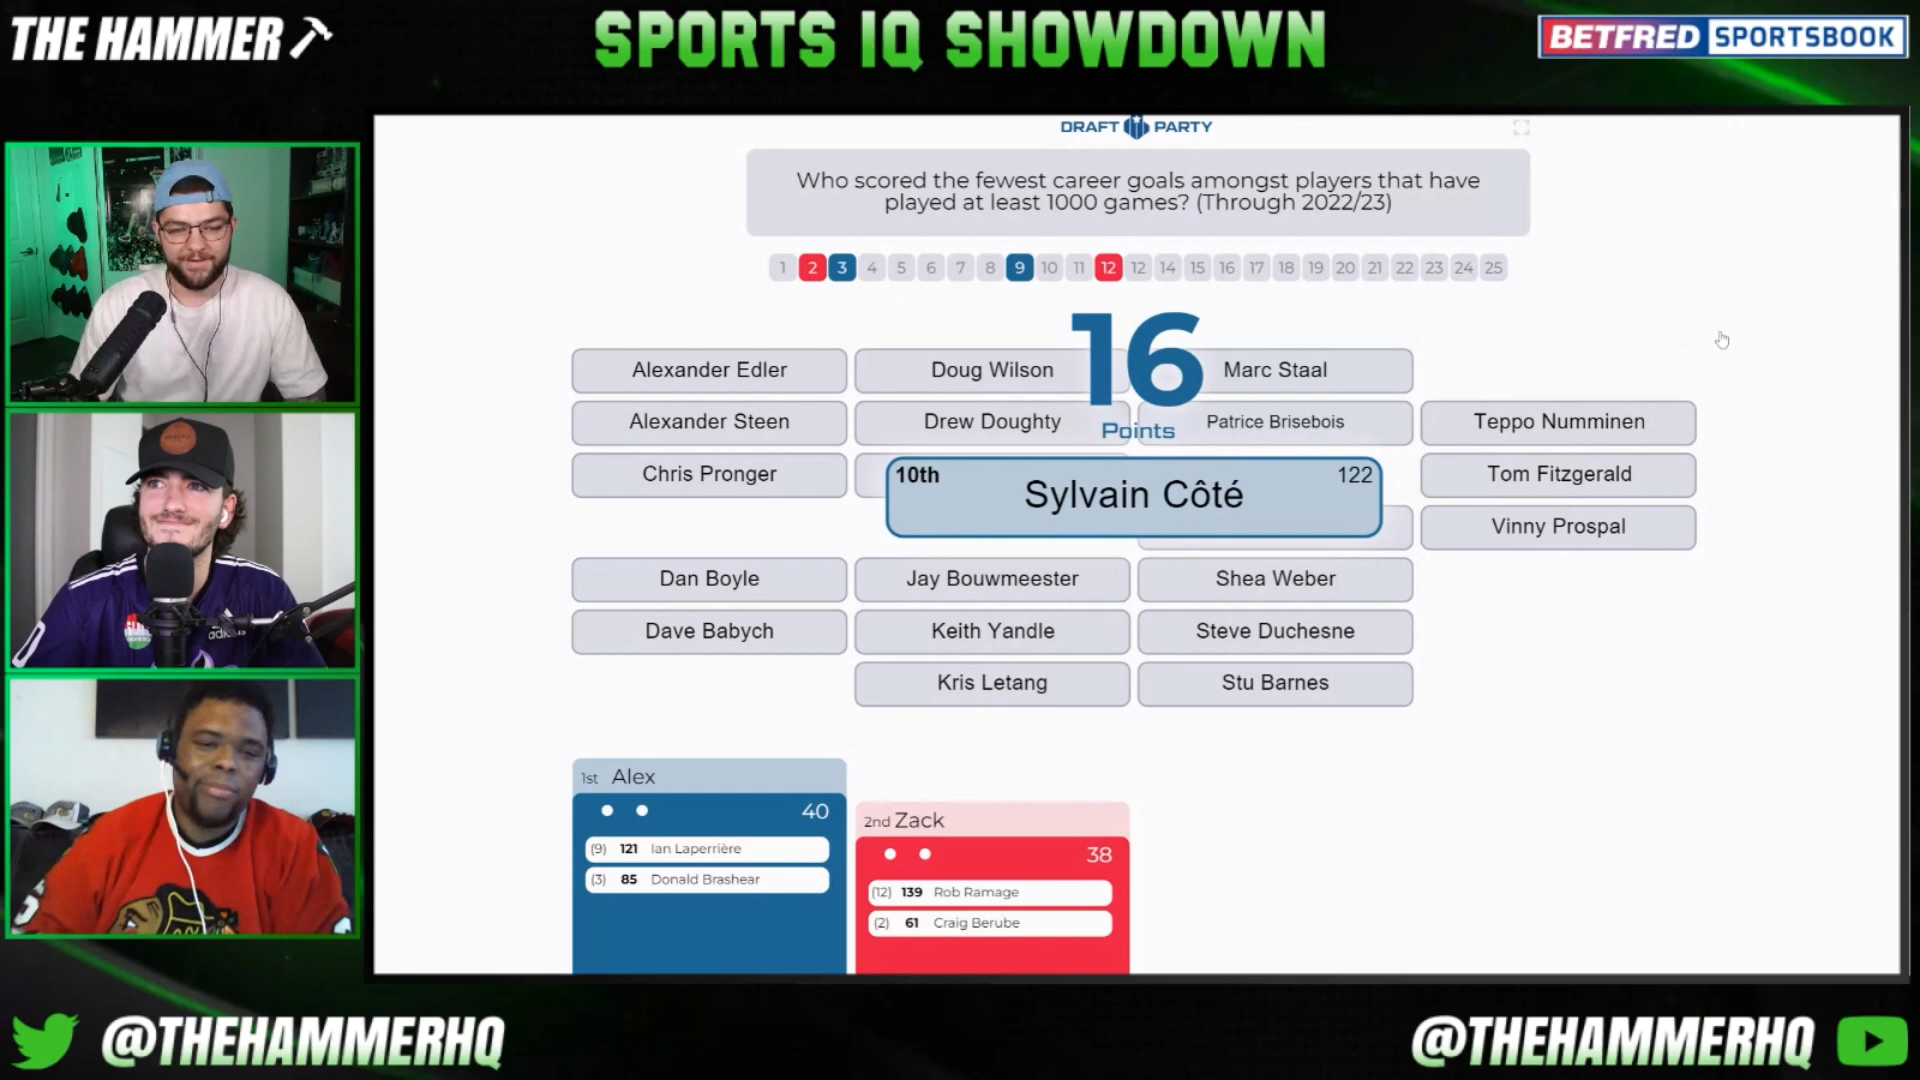 THE HAMMER
SPORTS IQ SHOWDOWN
BETFRED SPORTSBOOK
DRAFT PARTY
Who scored the fewest career goals amongst players that have
played at least 1000 games? (Through 2022/23)
1 2 3 4 5 6 7 8 9 10 11 12 12 14 15 16 17 18 19 20 21 22 23 24 25
16
Points
Alexander Edler
Doug Wilson
Marc Staal
Alexander Steen
Drew Doughty
Patrice Brisebois
Teppo Numminen
Chris Pronger
10th
Sylvain Côté
122
Tom Fitzgerald
Vinny Prospal
Dan Boyle
Jay Bouwmeester
Shea Weber
Dave Babych
Keith Yandle
Steve Duchesne
Kris Letang
Stu Barnes
1st Alex
40
(9) 121 Ian Laperrière
(3) 85 Donald Brashear
2nd Zack
38
(12) 139 Rob Ramage
(2) 61 Craig Berube
@THEHAMMERHQ
@THEHAMMERHQ